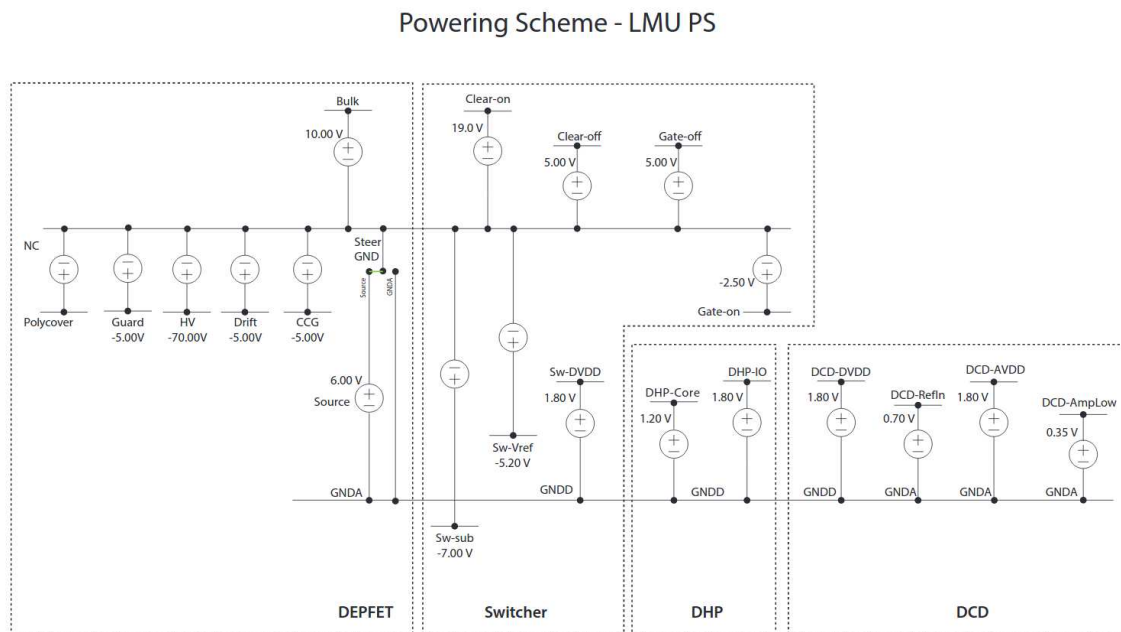 Powering Scheme - LMU PS
Bulk
10.00 V
Clear-on
19.0 V
Clear-off
5.00 V
Gate-off
5.00 V
NC
Steer
GND
Source
GNDA
Polycover
Guard
-5.00V
HV
-70.00V
Drift
-5.00V
CCG
-5.00V
-2.50 V
Gate-on
6.00 V
Source
Sw-Vref
-5.20 V
Sw-DVDD
1.80 V
DHP-Core
1.20 V
DHP-IO
1.80 V
DCD-DVDD
1.80 V
DCD-RefIn
0.70 V
DCD-AVDD
1.80 V
DCD-AmpLow
0.35 V
GNDA
GNDD
GNDD
GNDD
GNDA
GNDA
GNDA
Sw-sub
-7.00 V
DEPFET
Switcher
DHP
DCD